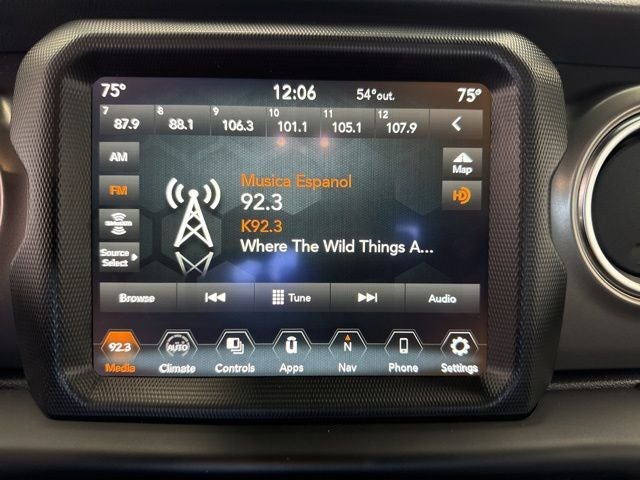 75° 12:06 54°out. 75°
7 8 9 10 11 12
87.9 88.1 106.3 101.1 105.1 107.9
AM
Map
Musica Espanol
FM
92.3
HD
K92.3
Where The Wild Things A...
Source
Select
Browse Tune Audio
92.3 AUTO N
Media Climate Controls Apps Nav Phone Settings